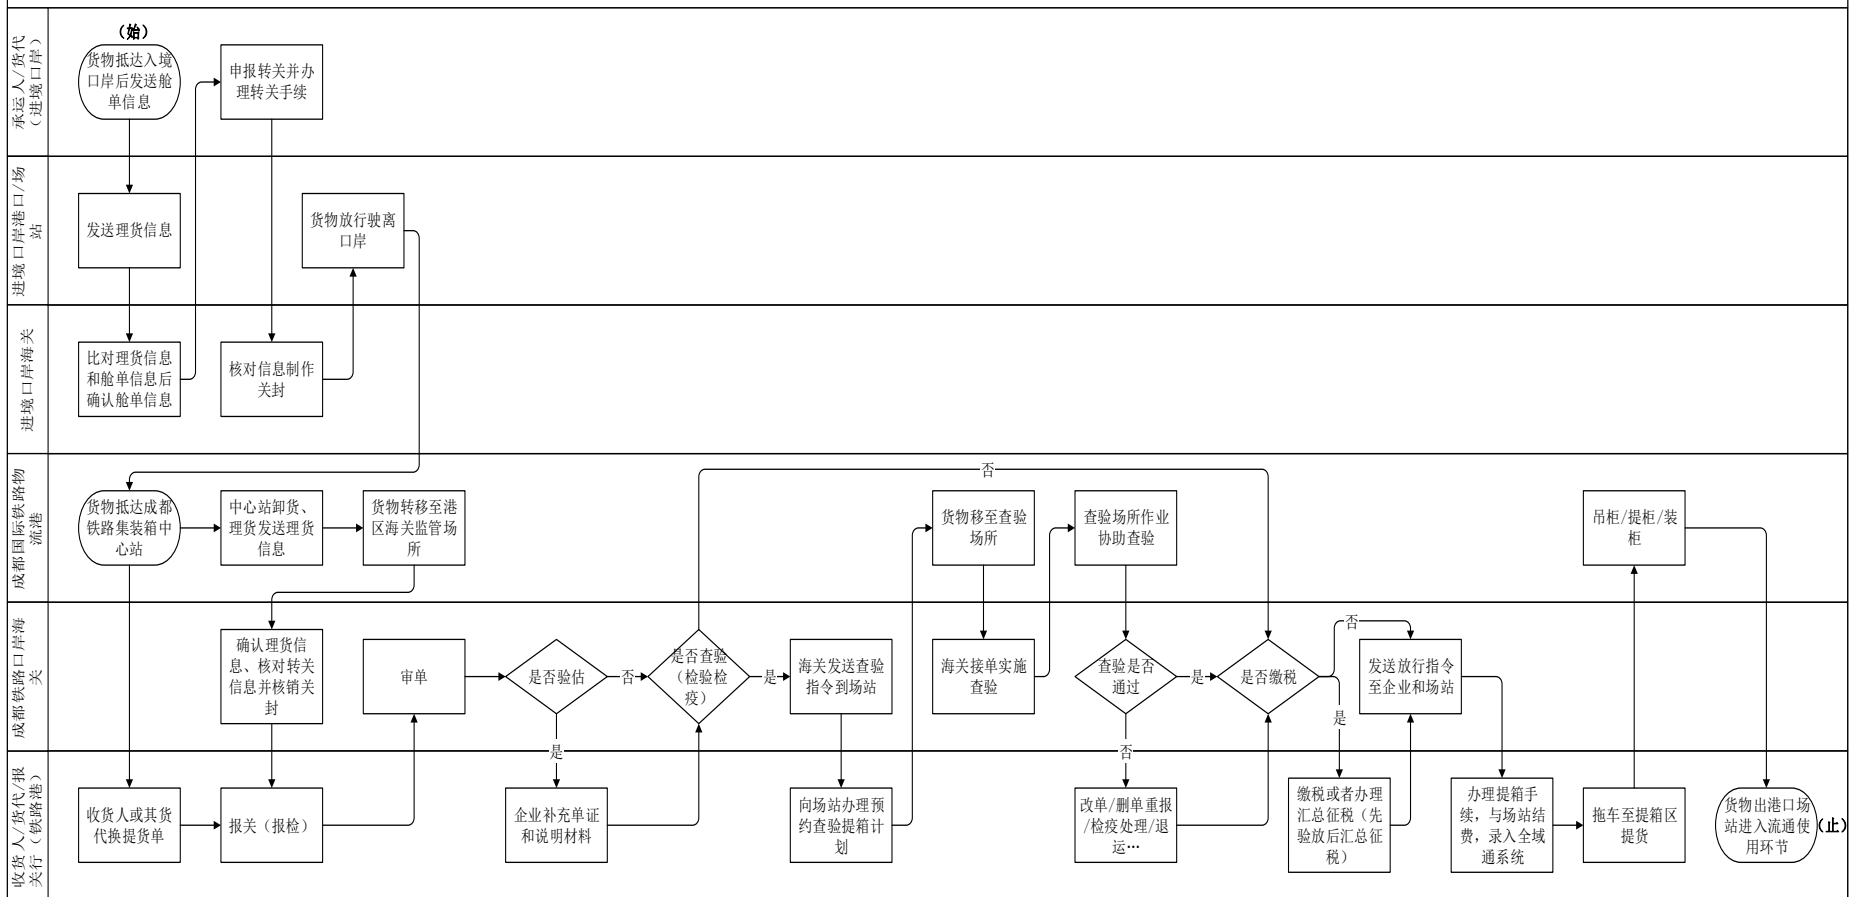 承运人/货代
(进境口岸)
(始)
货物抵达入境
口岸后发送舱
单信息
申报转关并办
理转关手续
进境口岸港口/场
站
发送理货信息
货物放行驶离
口岸
进境口岸海关
比对理货信息
和舱单信息后
确认舱单信息
核对信息制作
关封
成都国际铁路物
流港
货物抵达成都
铁路集装箱中
心站
中心站卸货、
理货发送理货
信息
货物转移至港
区海关监管场
所
否
货物移至查验
场所
查验场所作业
协助查验
吊柜/提柜/装
柜
成都铁路口岸海
关
确认理货信
息、核对转关
信息并核销关
封
审单
是否验估
否
是
是否查验
(检验检
疫)
是
海关发送查验
指令到场站
海关接单实施
查验
查验是否
通过
是
否
是否缴税
否
是
发送放行指令
至企业和场站
收货人/货代/报
关行(铁路港)
收货人或其货
代换提货单
报关(报检)
企业补充单证
和说明材料
向场站办理预
约查验提箱计
划
改单/删单重报
/检疫处理/退
运…
缴税或者办理
汇总征税(先
验放后汇总征
税)
办理提箱手
续,与场站结
费,录入全域
通系统
拖车至提箱区
提货
货物出港口场
站进入流通使
用环节
(止)